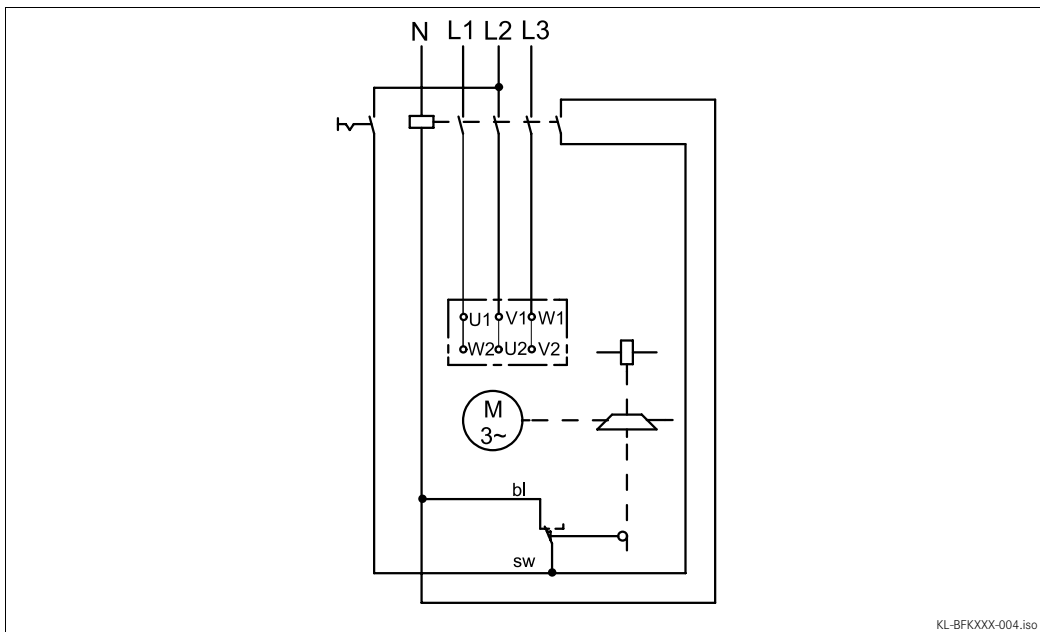 N L1 L2 L3
U1 V1 W1
W2 U2 V2
M
3~
bl
sw
KL-BFKXXX-004.iso